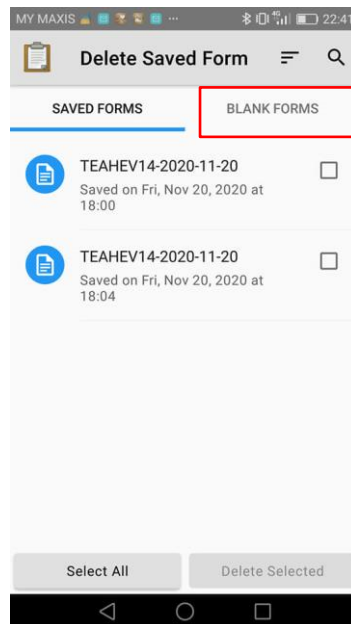 MY MAXIS ... 4G 22:41
Delete Saved Form
SAVED FORMS BLANK FORMS
TEAHEV14-2020-11-20
Saved on Fri, Nov 20, 2020 at
18:00
TEAHEV14-2020-11-20
Saved on Fri, Nov 20, 2020 at
18:04
Select All Delete Selected